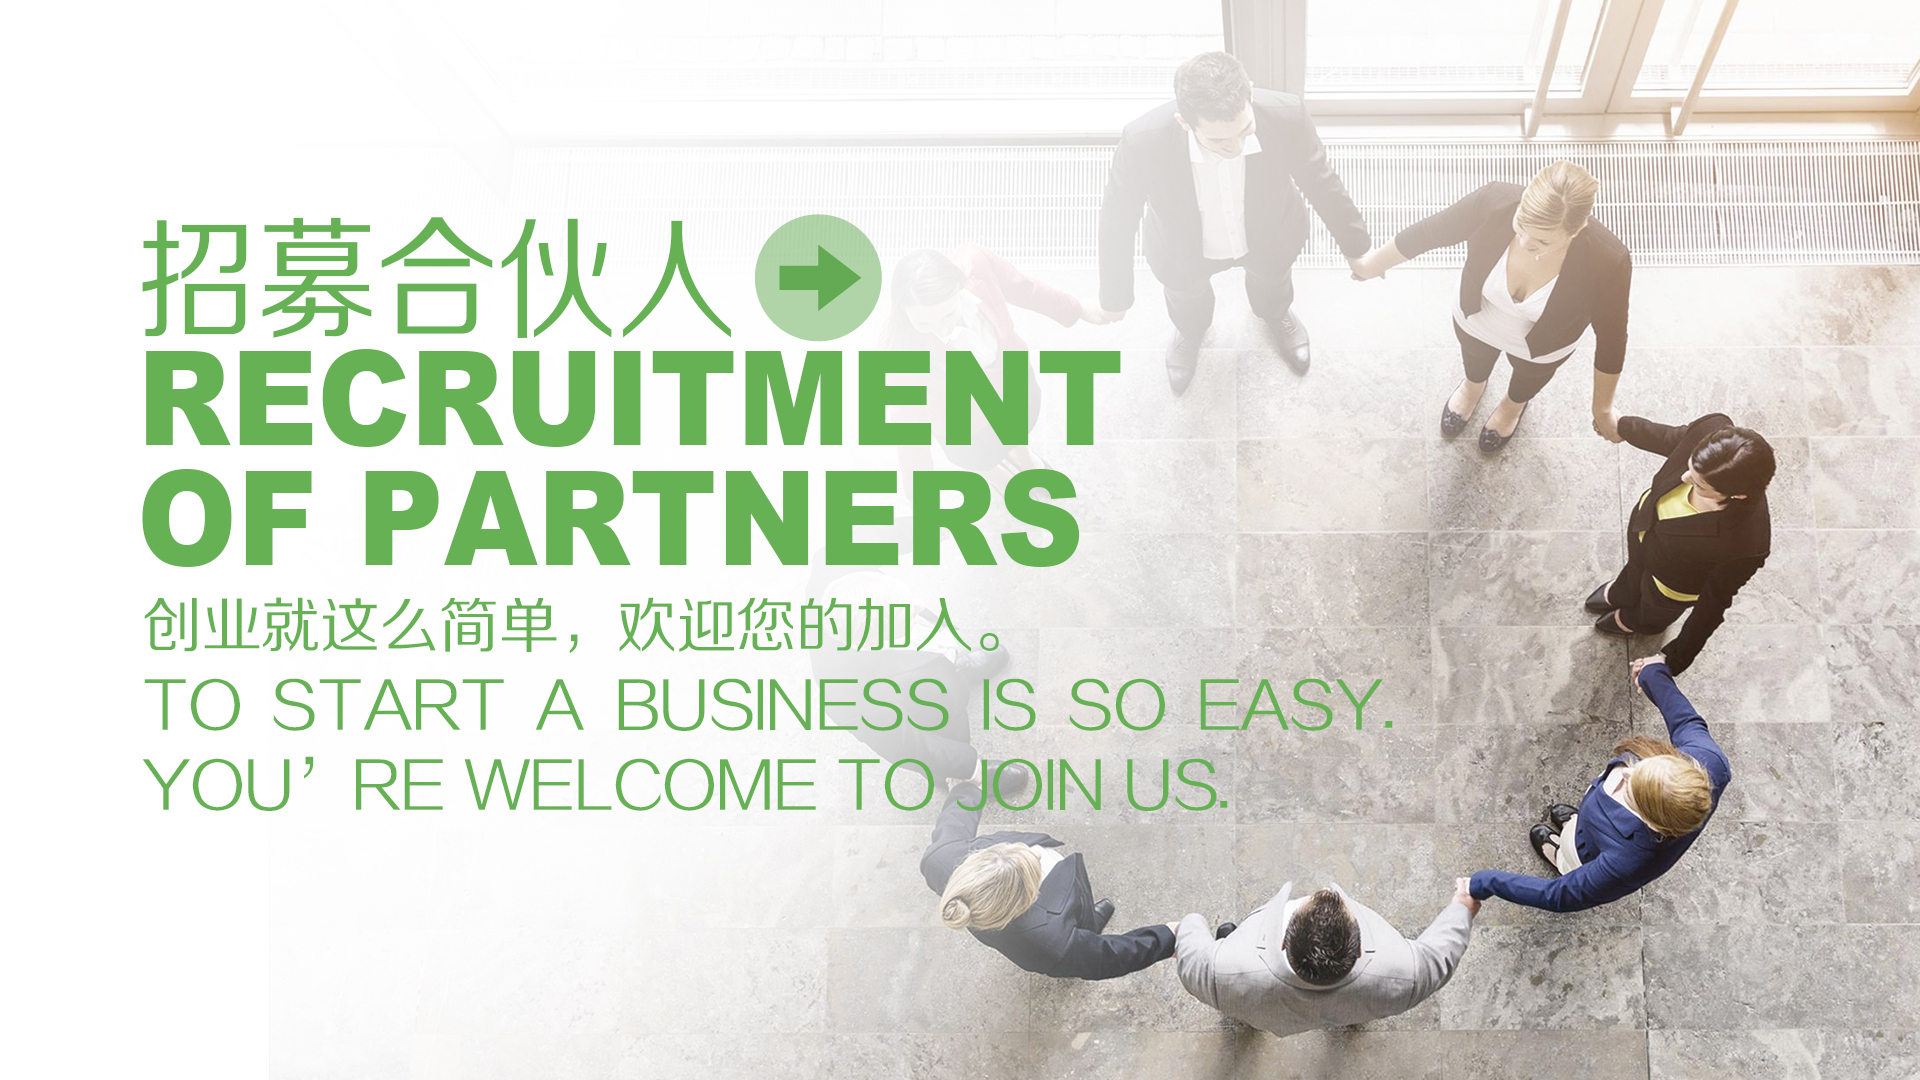 招募合伙人
RECRUITMENT
OF PARTNERS
创业就这么简单，欢迎您的加入。
TO START A BUSINESS IS SO EASY.
YOU’RE WELCOME TO JOIN US.